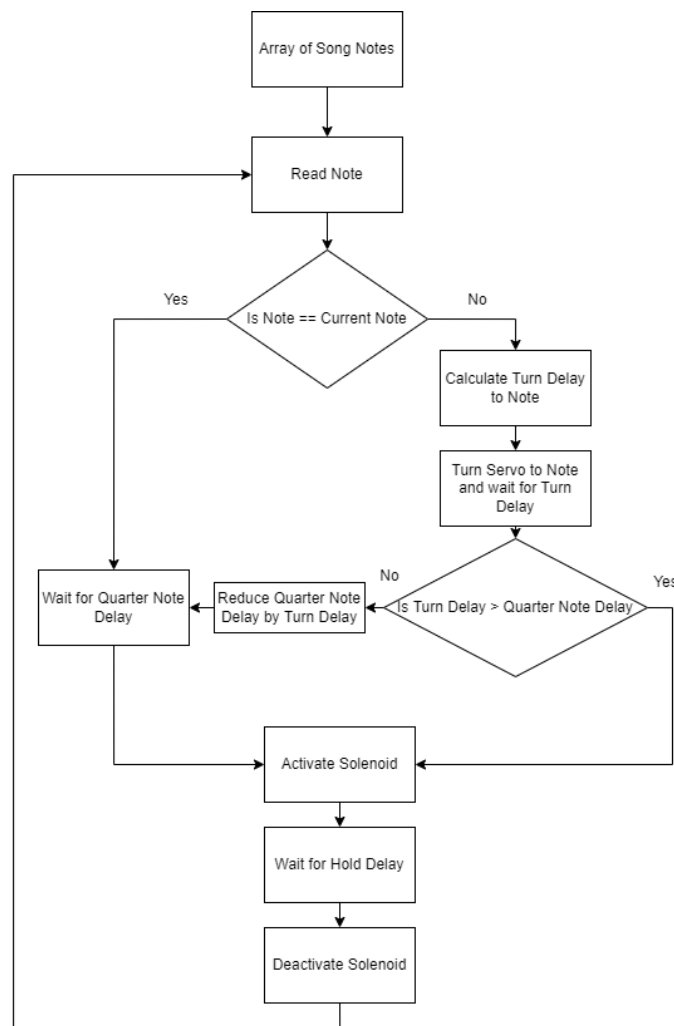 Array of Song Notes
Read Note
Is Note == Current Note
Yes
No
Calculate Turn Delay
to Note
Turn Servo to Note
and wait for Turn
Delay
Is Turn Delay > Quarter Note Delay
No
Yes
Reduce Quarter Note
Delay by Turn Delay
Wait for Quarter Note
Delay
Activate Solenoid
Wait for Hold Delay
Deactivate Solenoid